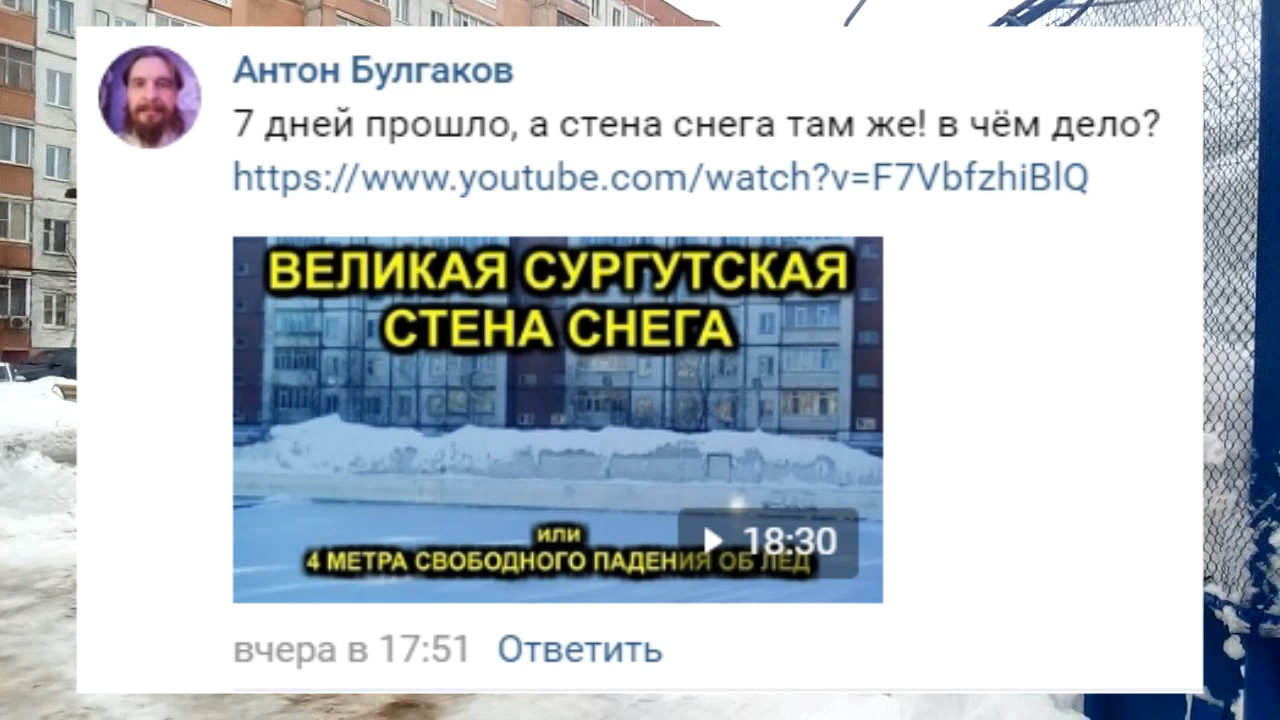 Антон Булгаков
7 дней прошло, а стена снега там же! в чём дело?
https://www.youtube.com/watch?v=F7VbfzhiBlQ
ВЕЛИКАЯ СУРГУТСКАЯ
СТЕНА СНЕГА
или
4 МЕТРА СВОБОДНОГО ПАДЕНИЯ ОБ ЛЁД
18:30
вчера в 17:51 Ответить